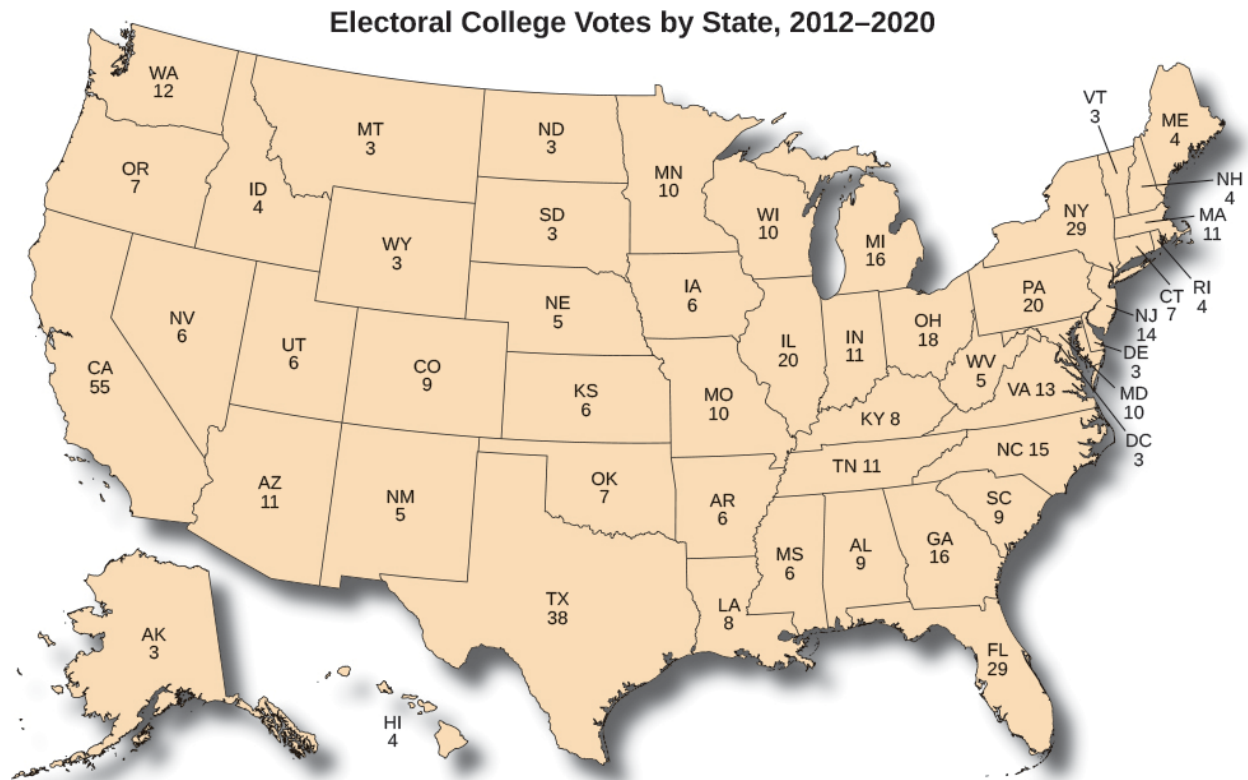 Electoral College Votes by State, 2012–2020
WA
12
OR
7
CA
55
NV
6
ID
4
MT
3
WY
3
UT
6
CO
9
AZ
11
NM
5
ND
3
SD
3
NE
5
KS
6
OK
7
TX
38
MN
10
IA
6
MO
10
AR
6
LA
8
WI
10
IL
20
MI
16
IN
11
OH
18
KY 8
TN 11
MS
6
AL
9
GA
16
FL
29
SC
9
NC 15
VA 13
WV
5
PA
20
NY
29
VT
3
ME
4
NH
4
MA
11
RI
4
CT
7
NJ
14
DE
3
MD
10
DC
3
AK
3
HI
4